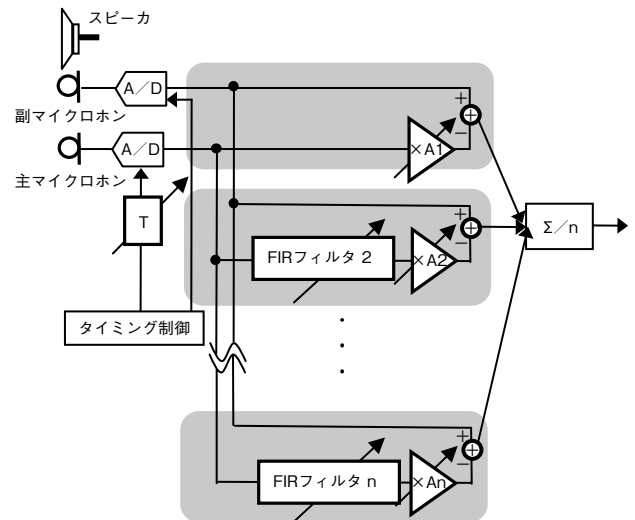 スピーカ
A/D
副マイクロホン
A/D
主マイクロホン
T
タイミング制御
+
+
−
×A1
+
+
−
FIRフィルタ 2
×A2
Σ/n
+
+
−
FIRフィルタ n
×An